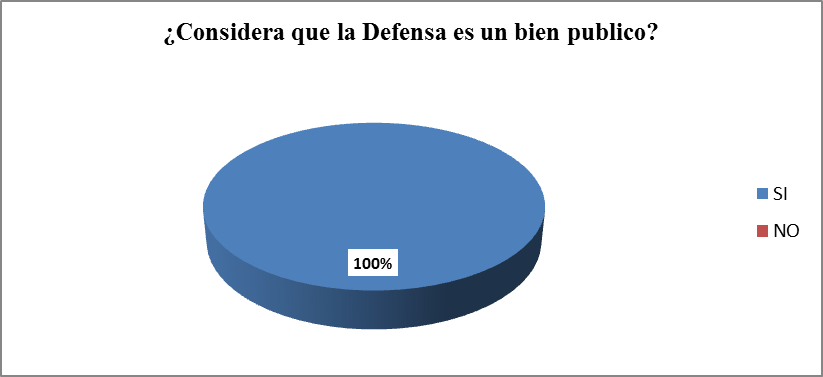 ¿Considera que la Defensa es un bien publico?
SI
NO
100%